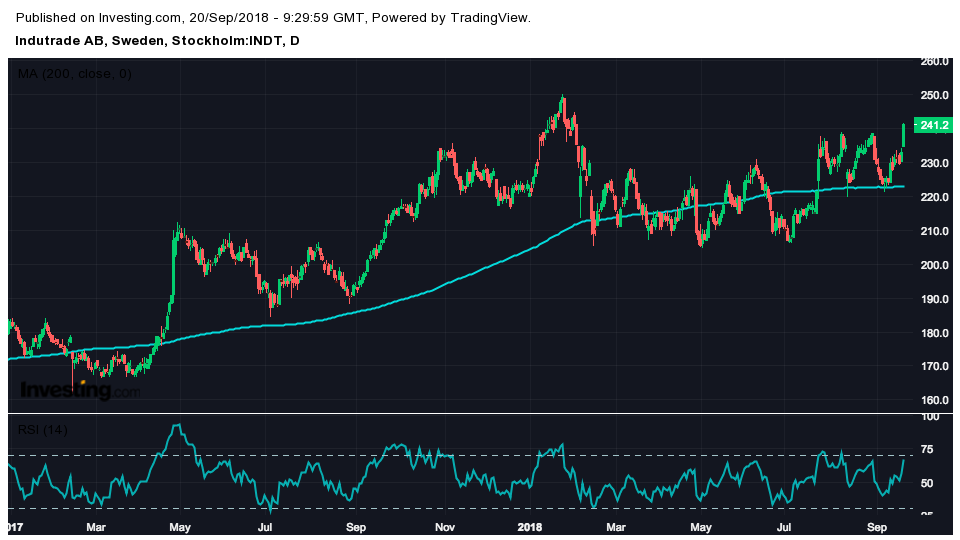 Published on Investing.com, 20/Sep/2018 - 9:29:59 GMT, Powered by TradingView.
Indutrade AB, Sweden, Stockholm:INDT, D
MA (200, close, 0)
260.0
250.0
241.2
230.0
220.0
210.0
200.0
190.0
180.0
170.0
160.0
Investing.com
RSI (14)
100
75
50
25
2017 Mar May Jul Sep Nov 2018 Mar May Jul Sep